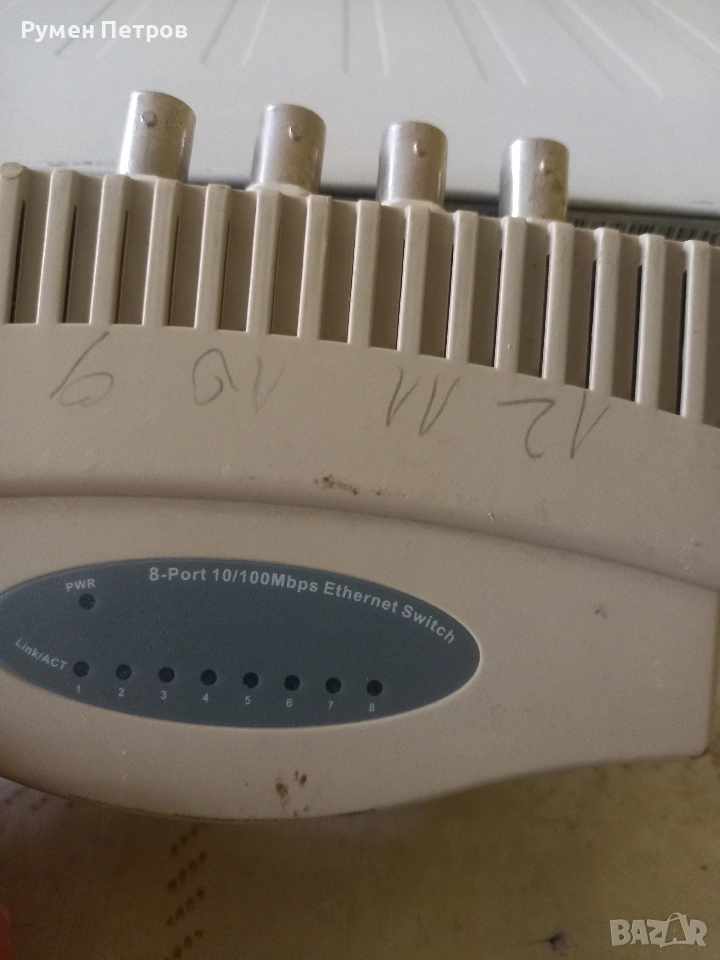 Румен Петров
9 10 11 12
8-Port 10/100Mbps Ethernet Switch
PWR
Link/ACT
1 2 3 4 5 6 7 8
BAZAR